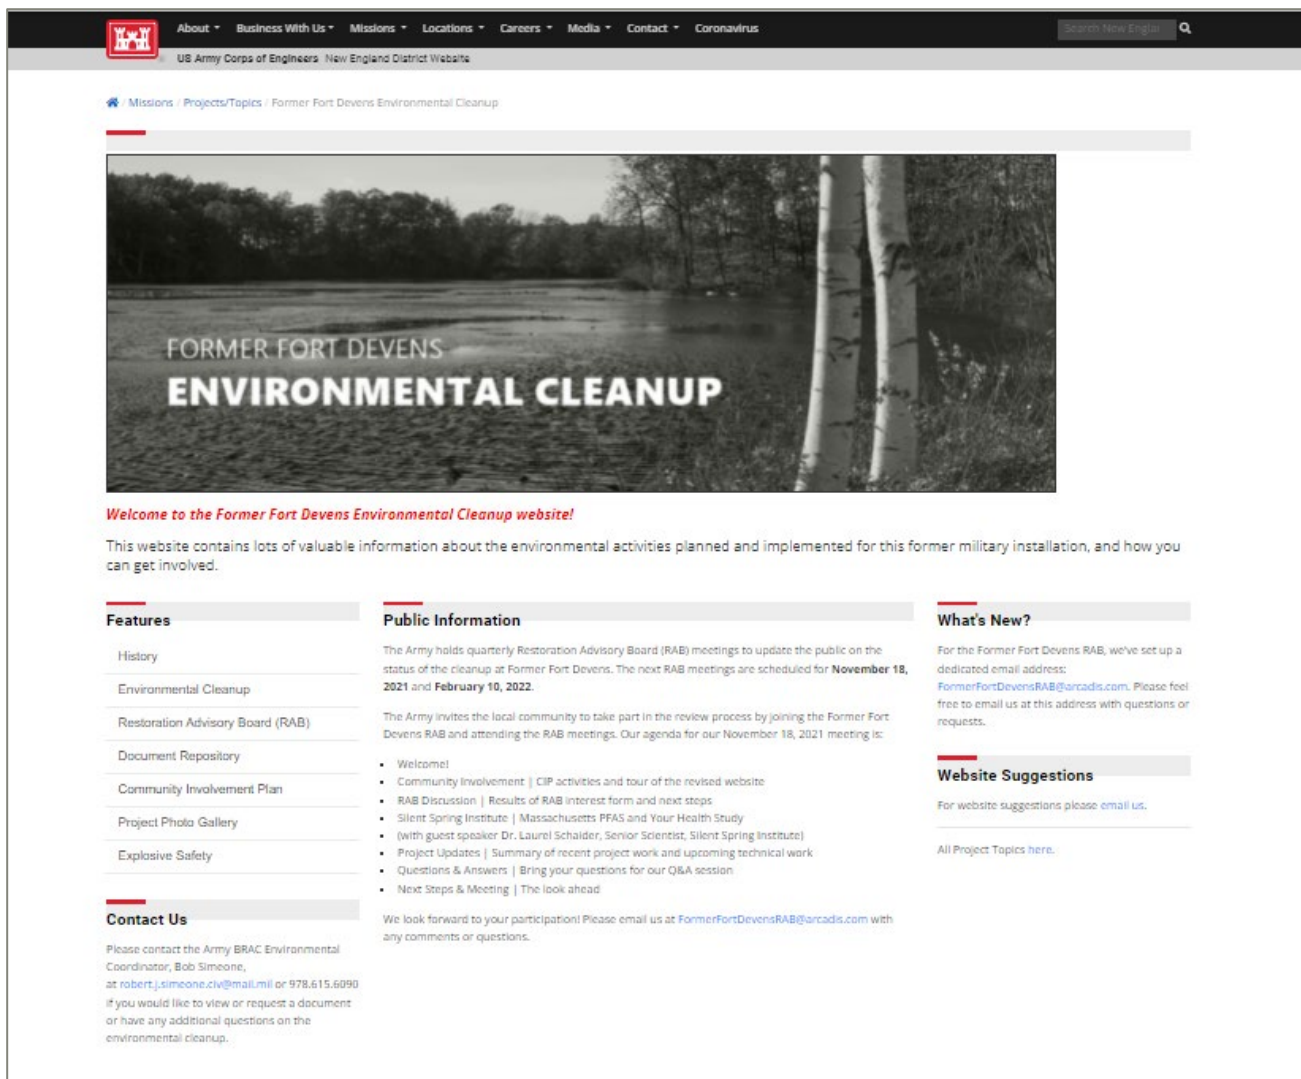 About Business With Us Missions Locations Careers Media Contact Coronavirus Search New Englar
US Army Corps of Engineers New England District Website
/ Missions / Projects/Topics / Former Fort Devens Environmental Cleanup
FORMER FORT DEVENS
ENVIRONMENTAL CLEANUP
Welcome to the Former Fort Devens Environmental Cleanup website!
This website contains lots of valuable information about the environmental activities planned and implemented for this former military installation, and how you
can get involved.
Features
History
Environmental Cleanup
Restoration Advisory Board (RAB)
Document Repository
Community Involvement Plan
Project Photo Gallery
Explosive Safety
Contact Us
Please contact the Army BRAC Environmental
Coordinator, Bob Simeone,
at robert.j.simeone.civ@mail.mil or 978.615.6090
if you would like to view or request a document
or have any additional questions on the
environmental cleanup.
Public Information
The Army holds quarterly Restoration Advisory Board (RAB) meetings to update the public on the
status of the cleanup at Former Fort Devens. The next RAB meetings are scheduled for November 18,
2021 and February 10, 2022.
The Army invites the local community to take part in the review process by joining the Former Fort
Devens RAB and attending the RAB meetings. Our agenda for our November 18, 2021 meeting is:
• Welcome!
• Community Involvement | CIP activities and tour of the revised website
• RAB Discussion | Results of RAB interest form and next steps
• Silent Spring Institute | Massachusetts PFAS and Your Health Study
• (with guest speaker Dr. Laurel Schaider, Senior Scientist, Silent Spring Institute)
• Project Updates | Summary of recent project work and upcoming technical work
• Questions & Answers | Bring your questions for our Q&A session
• Next Steps & Meeting | The look ahead
We look forward to your participation! Please email us at FormerFortDevensRAB@arcadis.com with
any comments or questions.
What's New?
For the Former Fort Devens RAB, we've set up a
dedicated email address:
FormerFortDevensRAB@arcadis.com. Please feel
free to email us at this address with questions or
requests.
Website Suggestions
For website suggestions please email us.
All Project Topics here.